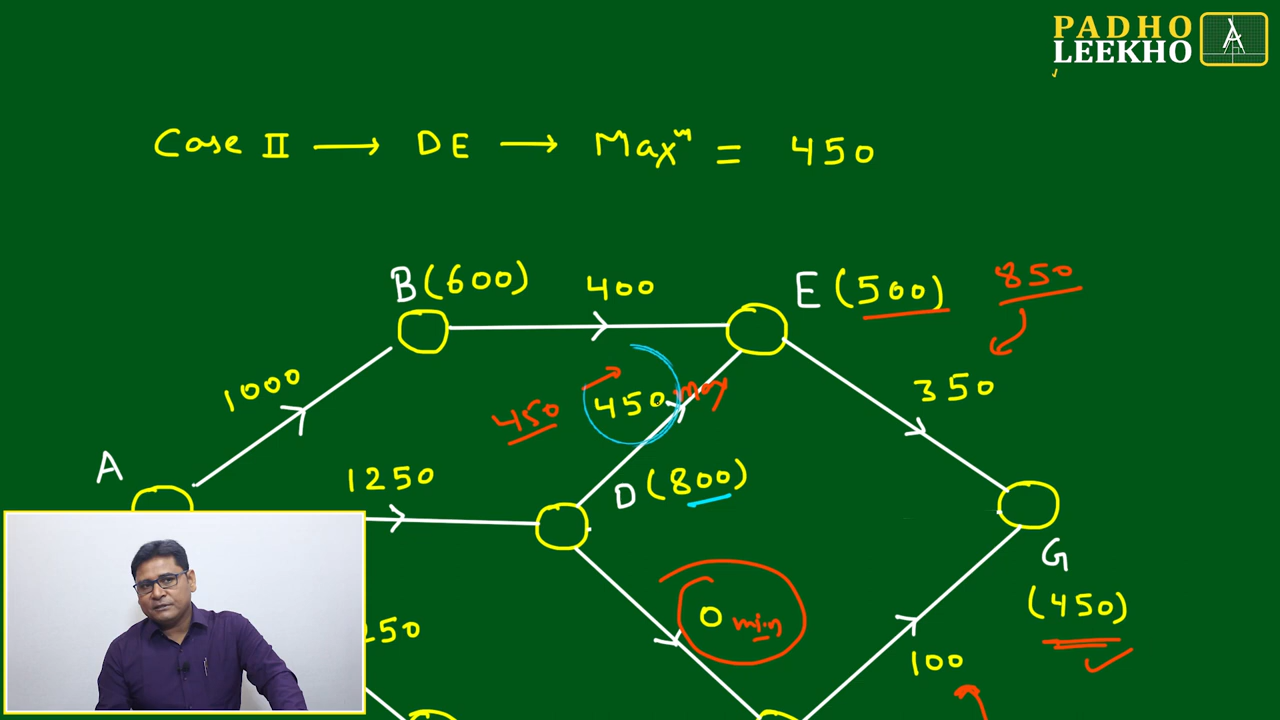 PADHO
LEEKHO
Case II → DE → Maxᵐ = 450
B (600)
400
E (500)
850
1000
450
450
max
350
A
1250
D (800)
G
(450)
0 min
250
100